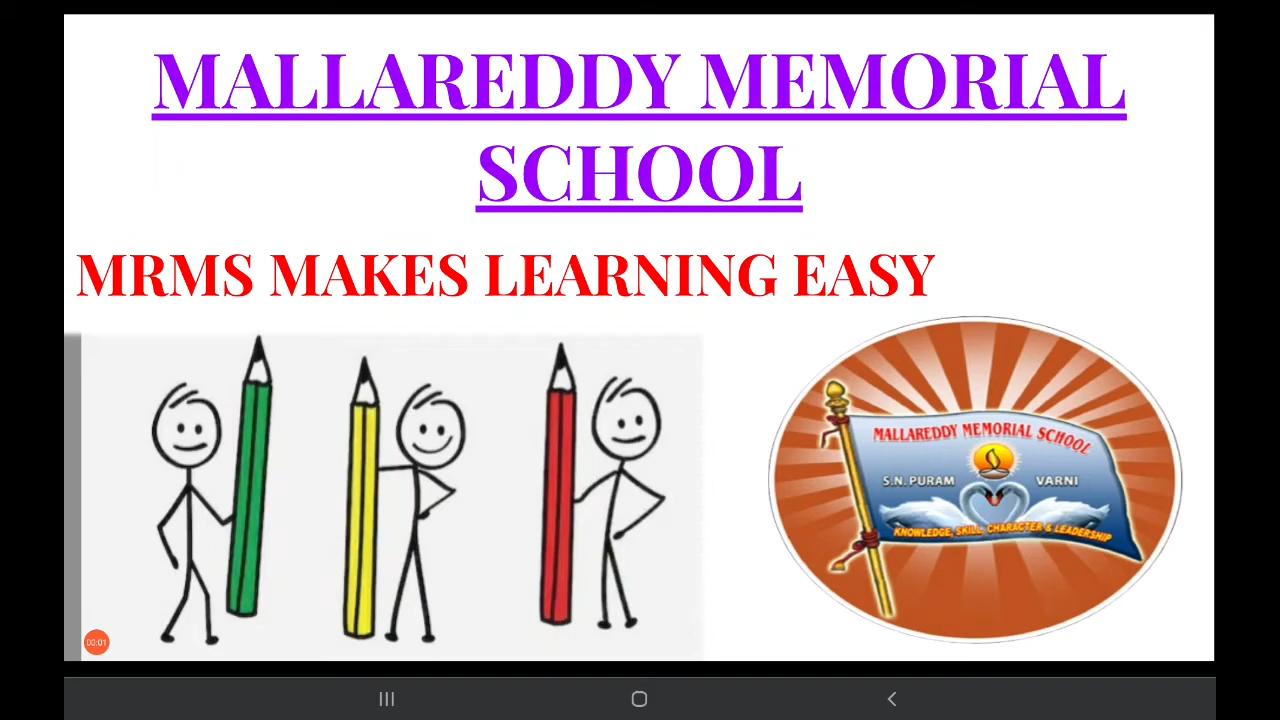 MALLAREDDY MEMORIAL
SCHOOL
MRMS MAKES LEARNING EASY
MALLAREDDY MEMORIAL SCHOOL
S.N. PURAM VARNI
KNOWLEDGE, SKILL, CHARACTER & LEADERSHIP
00:01